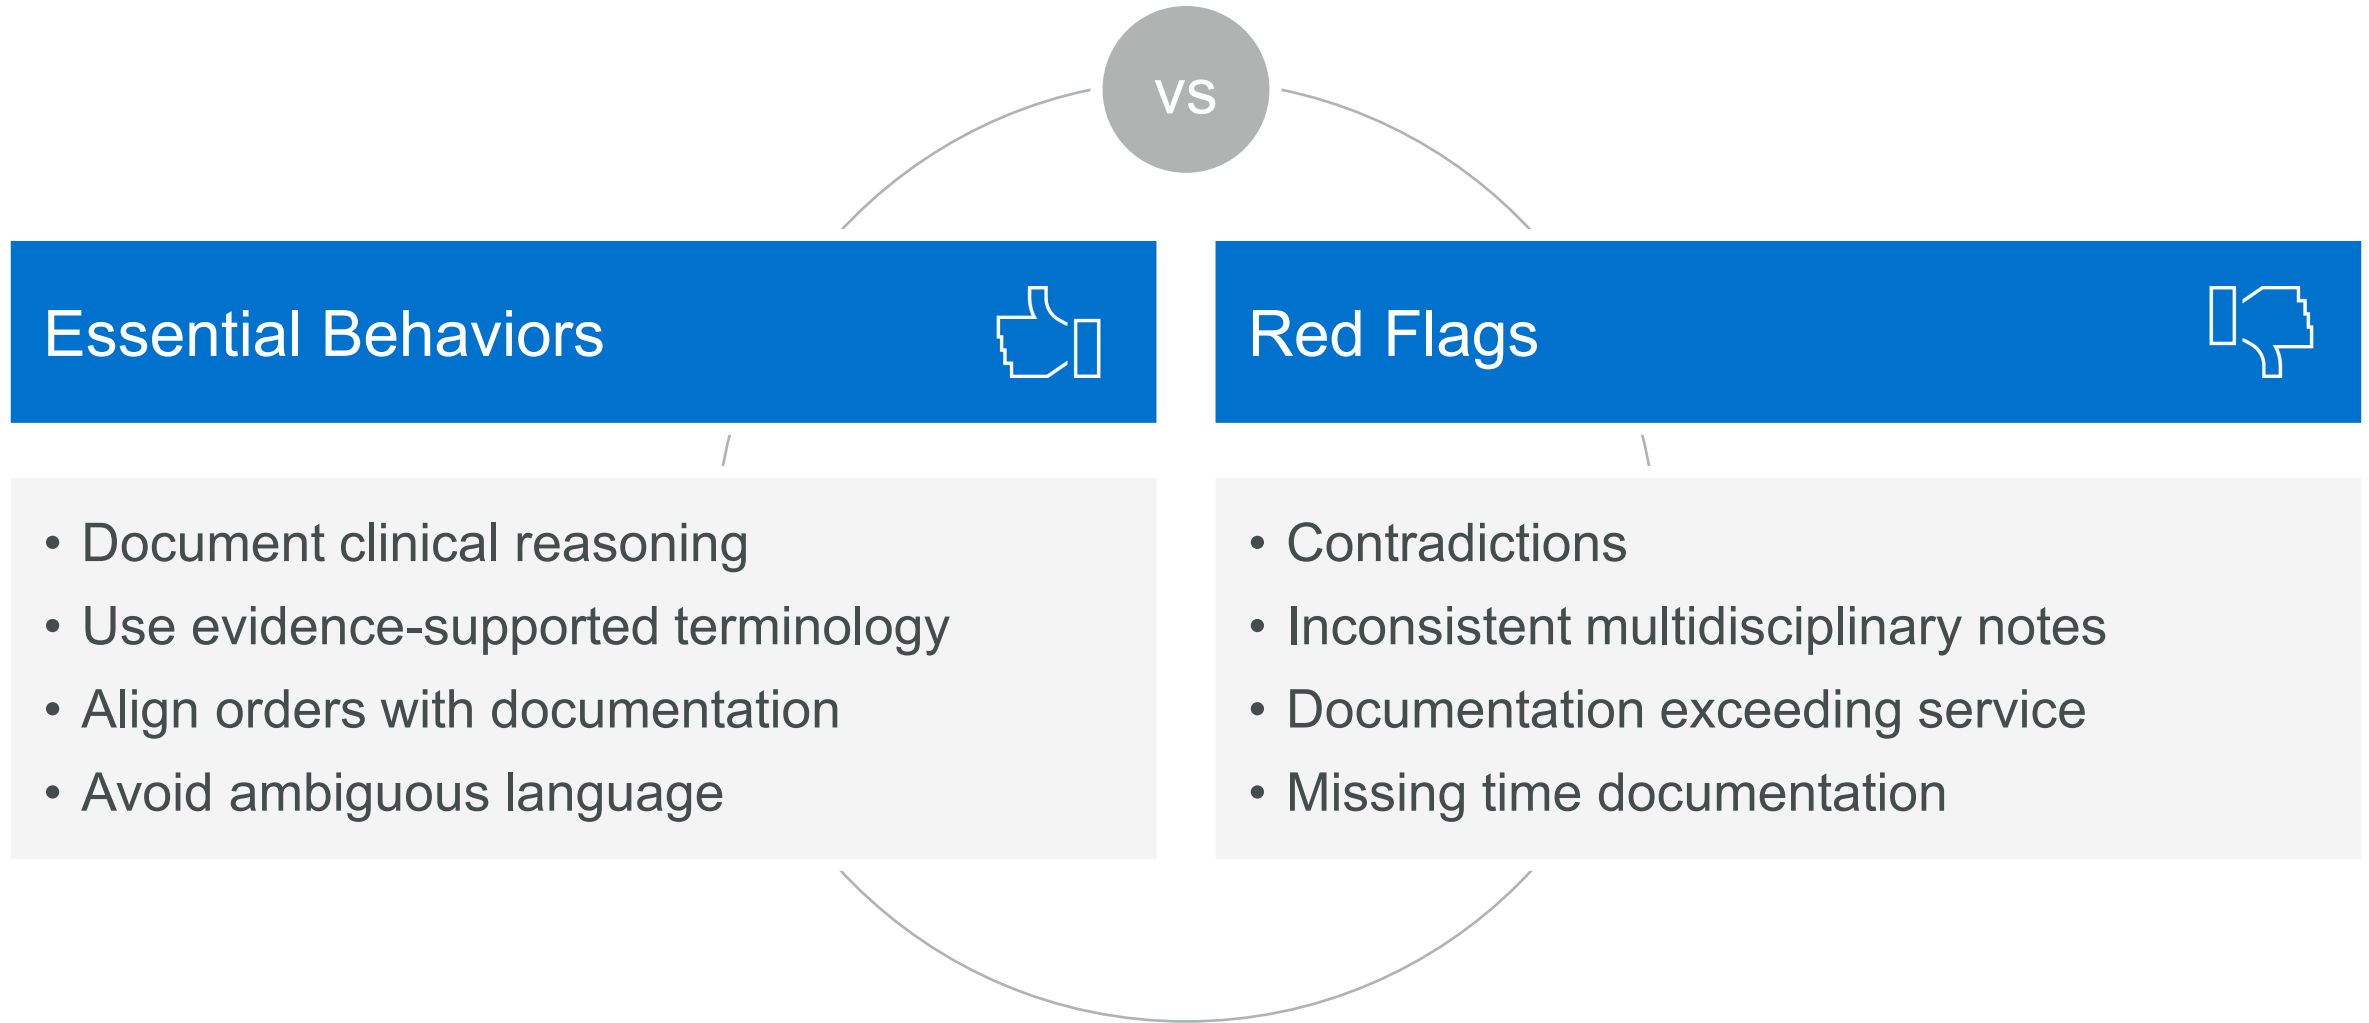 vs
Essential Behaviors
• Document clinical reasoning
• Use evidence-supported terminology
• Align orders with documentation
• Avoid ambiguous language
Red Flags
• Contradictions
• Inconsistent multidisciplinary notes
• Documentation exceeding service
• Missing time documentation